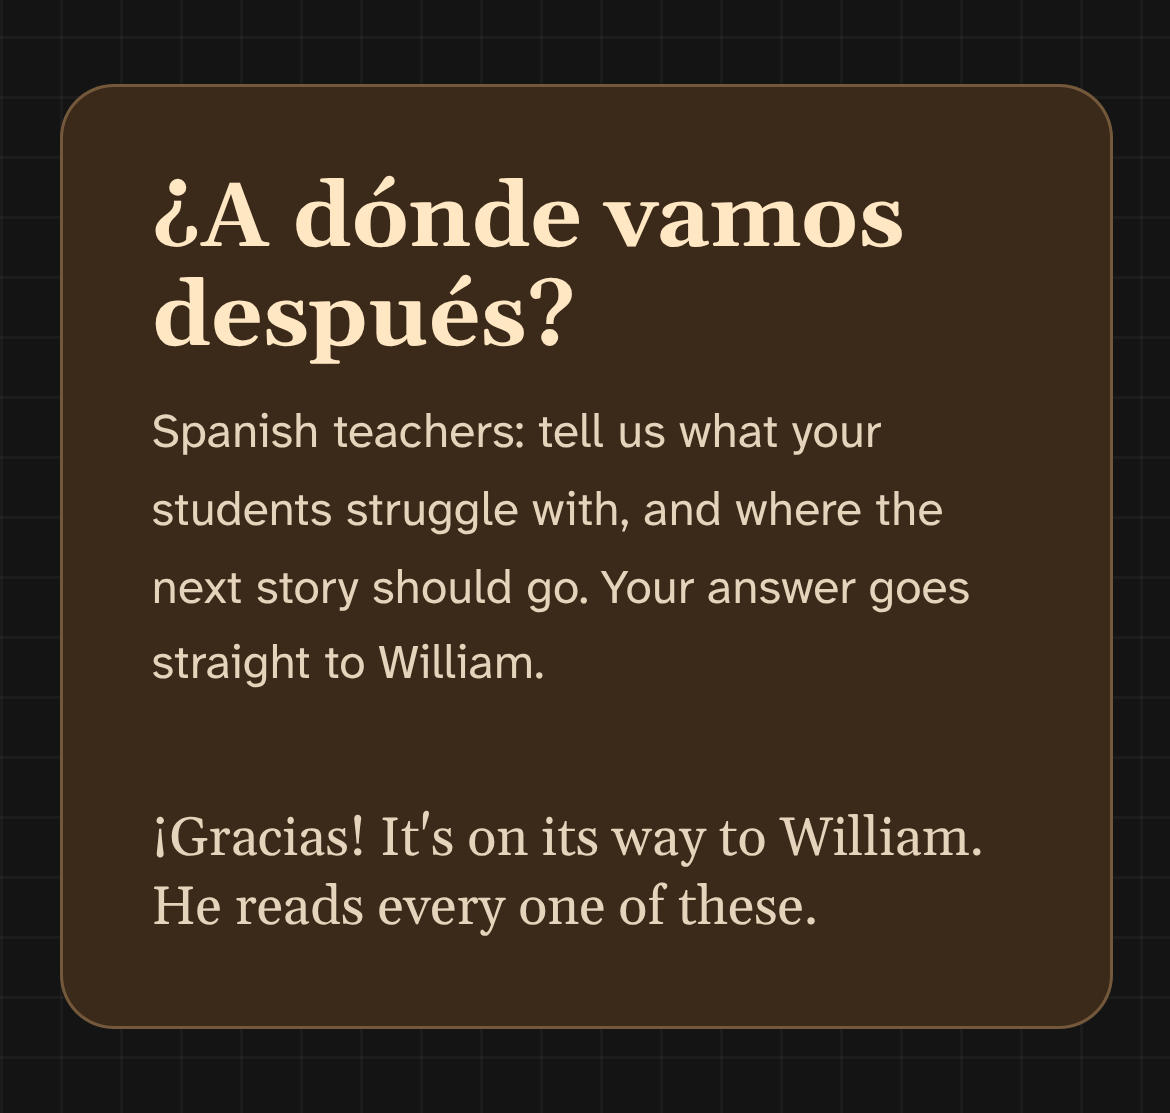 ¿A dónde vamos
después?
Spanish teachers: tell us what your
students struggle with, and where the
next story should go. Your answer goes
straight to William.
¡Gracias! It's on its way to William.
He reads every one of these.